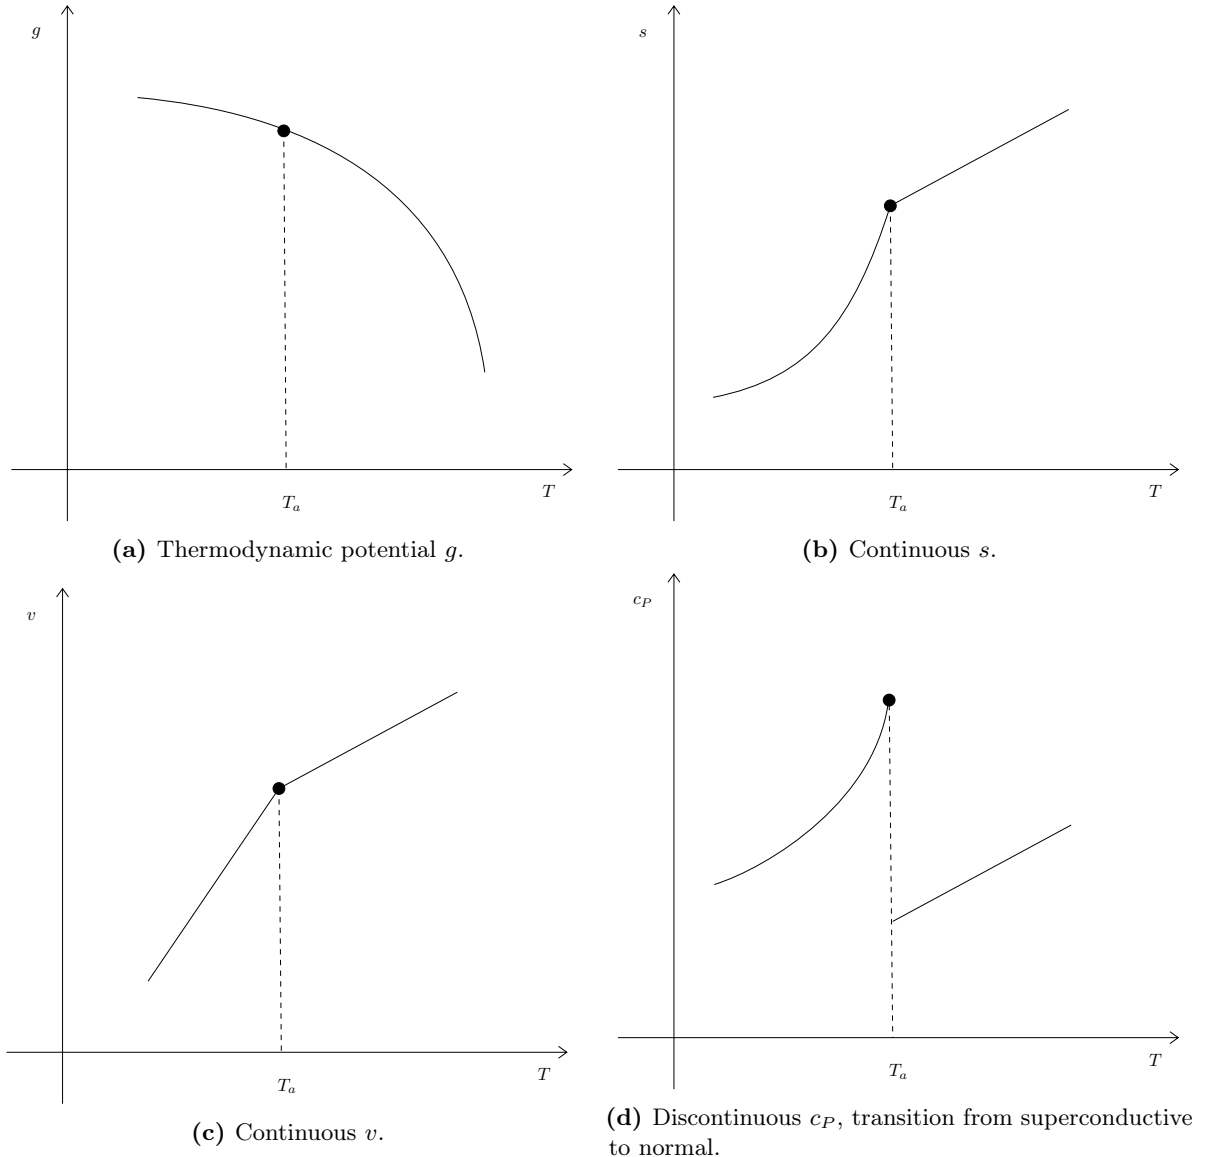 g
s
T
T
T_a
T_a
(a) Thermodynamic potential g.
(b) Continuous s.
v
c_P
T
T
T_a
T_a
(c) Continuous v.
(d) Discontinuous c_P, transition from superconductive
to normal.